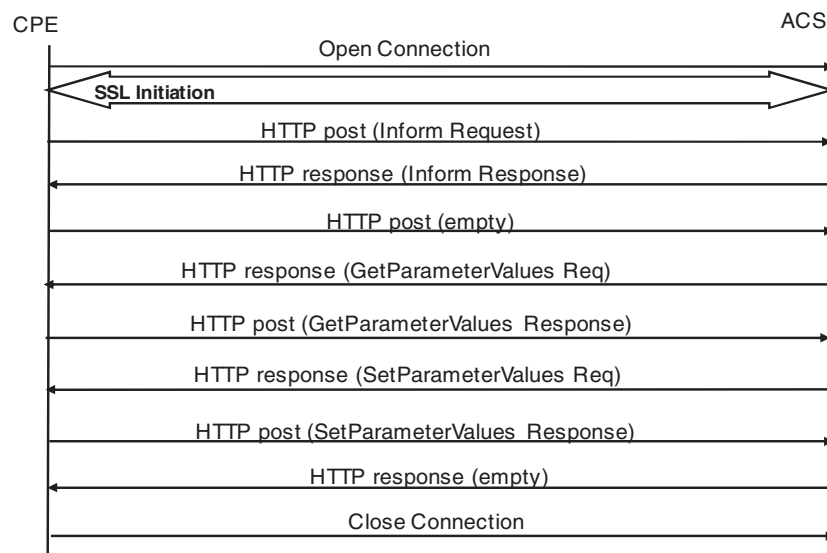 CPE
ACS
Open Connection
SSL Initiation
HTTP post (Inform Request)
HTTP response (Inform Response)
HTTP post (empty)
HTTP response (GetParameterValues Req)
HTTP post (GetParameterValues Response)
HTTP response (SetParameterValues Req)
HTTP post (SetParameterValues Response)
HTTP response (empty)
Close Connection